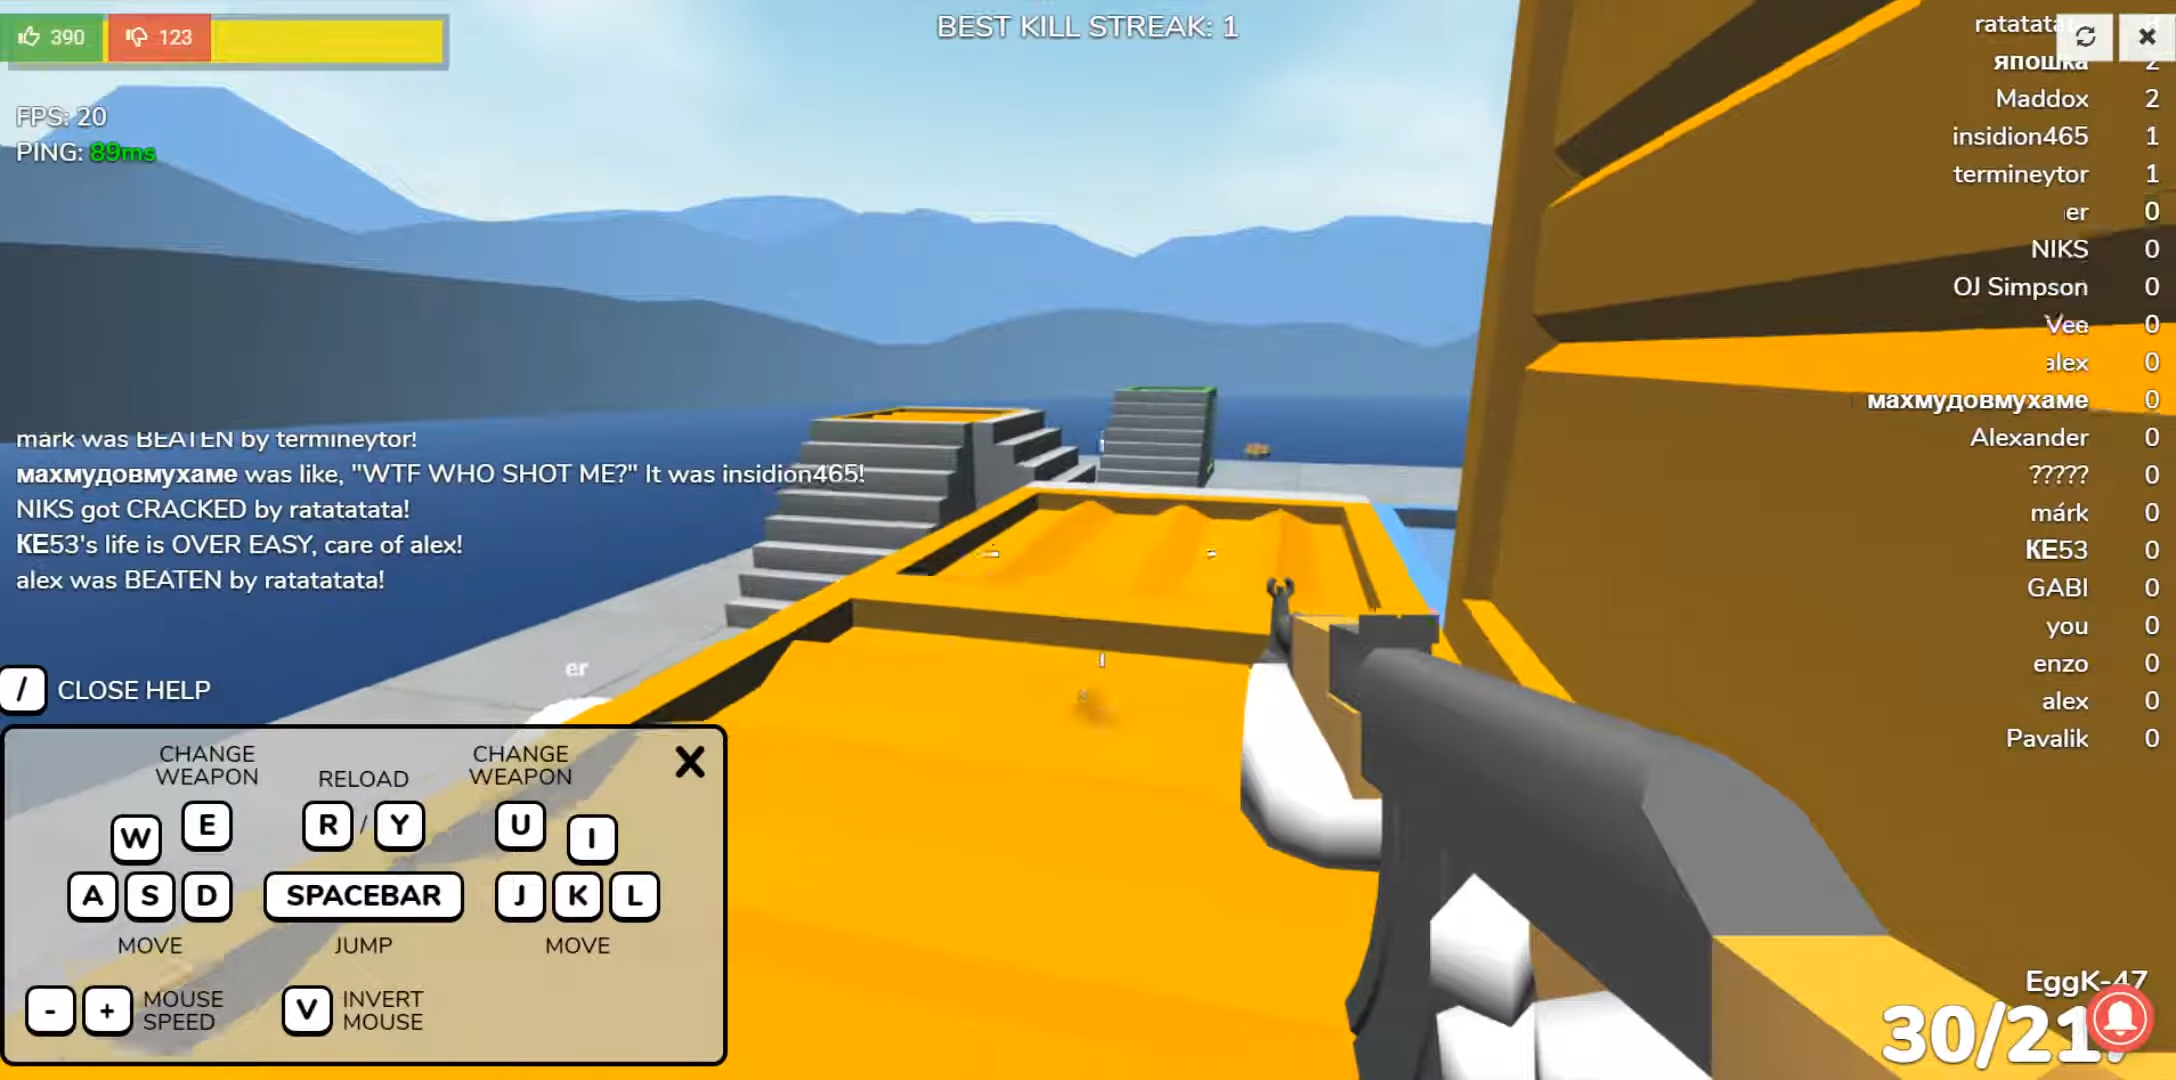 390
123
BEST KILL STREAK: 1
FPS: 20
PING: 89ms
ratatata
япошка 2
Maddox 2
insidion465 1
termineytor 1
er 0
NIKS 0
OJ Simpson 0
Vee 0
alex 0
махмудовмухаме 0
Alexander 0
????? 0
márk 0
КЕ53 0
GABI 0
you 0
enzo 0
alex 0
Pavalik 0
márk was BEATEN by termineytor!
махмудовмухаме was like, "WTF WHO SHOT ME?" It was insidion465!
NIKS got CRACKED by ratatatata!
КЕ53's life is OVER EASY, care of alex!
alex was BEATEN by ratatatata!
er
/ CLOSE HELP
CHANGE WEAPON
RELOAD
CHANGE WEAPON
X
W E R / Y U I
A S D SPACEBAR J K L
MOVE JUMP MOVE
- + MOUSE SPEED
V INVERT MOUSE
EggK-47
30/21